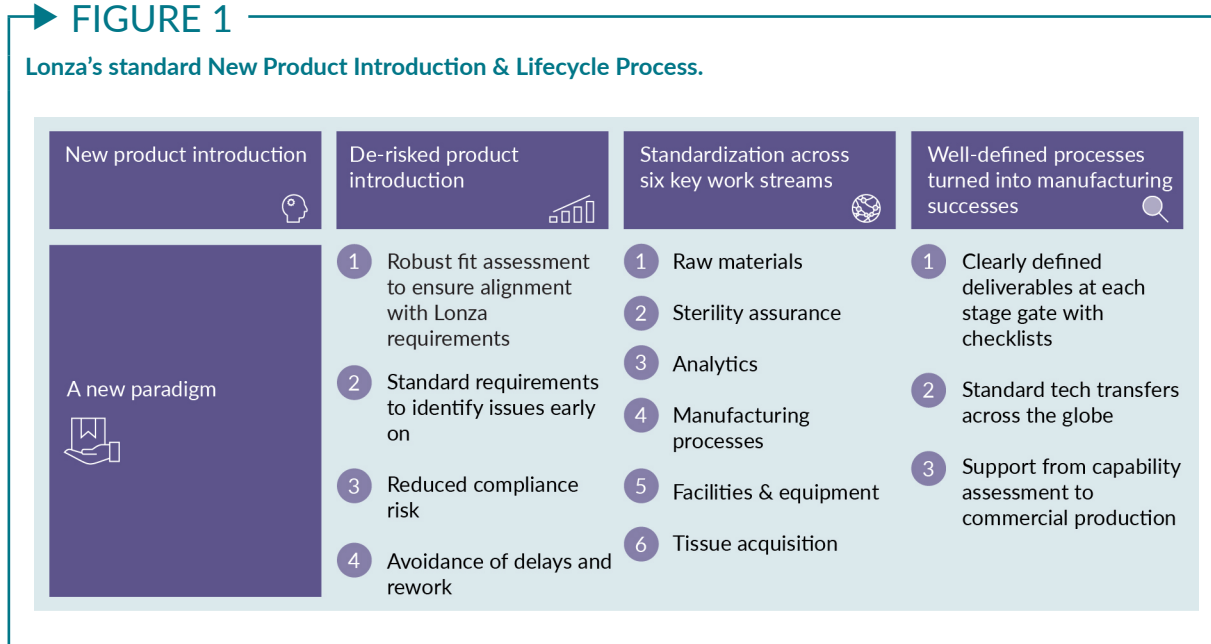 FIGURE 1
Lonza’s standard New Product Introduction & Lifecycle Process.
New product introduction
A new paradigm
De-risked product
introduction
1 Robust fit assessment
to ensure alignment
with Lonza
requirements
2 Standard requirements
to identify issues early
on
3 Reduced compliance
risk
4 Avoidance of delays and
rework
Standardization across
six key work streams
1 Raw materials
2 Sterility assurance
3 Analytics
4 Manufacturing
processes
5 Facilities & equipment
6 Tissue acquisition
Well-defined processes
turned into manufacturing
successes
1 Clearly defined
deliverables at each
stage gate with
checklists
2 Standard tech transfers
across the globe
3 Support from capability
assessment to
commercial production